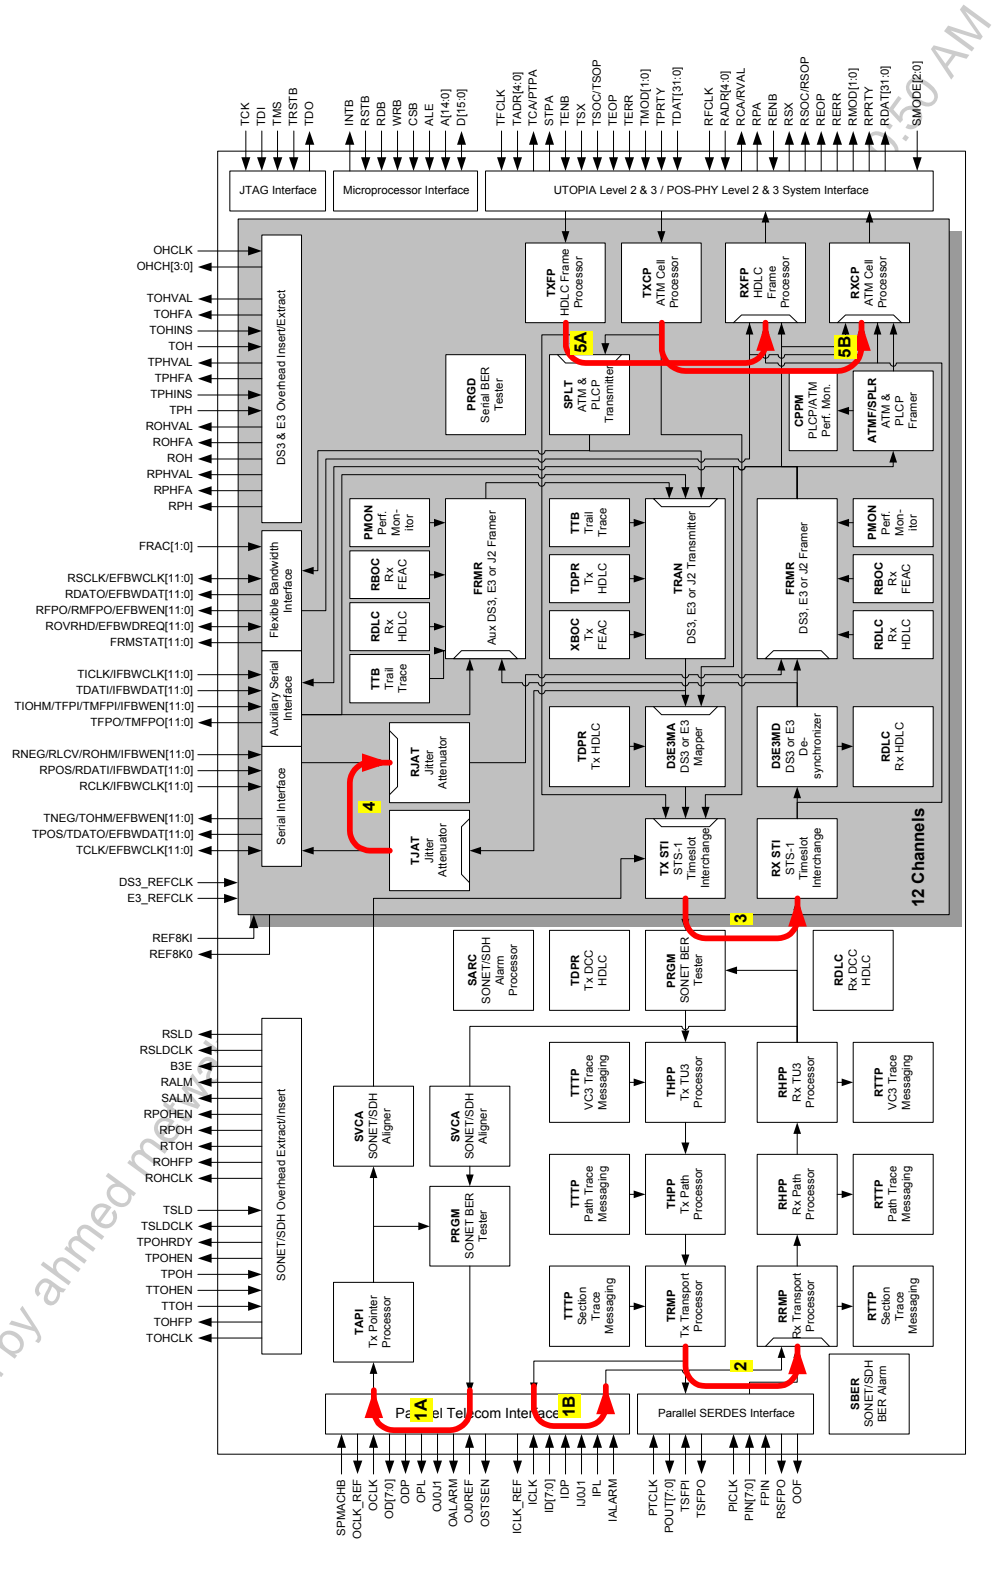 TCK
TDI
TMS
TRSTB
TDO
INTB
RSTB
RDB
WRB
CSB
ALE
A[14:0]
D[15:0]
TFCLK
TADR[4:0]
TCA/PTPA
STPA
TENB
TSX
TSOC/TSOP
TEOP
TERR
TMOD[1:0]
TPRTY
TDAT[31:0]
RFCLK
RADR[4:0]
RCA/RVAL
RPA
RENB
RSX
RSOC/RSOP
REOP
RERR
RMOD[1:0]
RPRTY
RDAT[31:0]
SMODE[2:0]
:50 AM
JTAG Interface
Microprocessor Interface
UTOPIA Level 2 & 3 / POS-PHY Level 2 & 3 System Interface
OHCLK
OHCH[3:0]
TOHVAL
TOHFA
TOHINS
TOH
TPHVAL
TPHFA
TPHINS
TPH
ROHVAL
ROHFA
ROH
RPHVAL
RPHFA
RPH
DS3 & E3 Overhead Insert/Extract
TXFP
HDLC Frame
Processor
TXCP
ATM Cell
Processor
RXFP
HDLC
Frame
Processor
RXCP
ATM Cell
Processor
5A
5B
PRGD
Serial BER
Tester
SPLT
ATM &
PLCP
Transmitter
CPPM
PLCP/ATM
Perf. Mon.
ATMF/SPLR
ATM &
PLCP
Framer
FRAC[1:0]
RSCLK/EFBWCLK[11:0]
RDATO/EFBWDAT[11:0]
RFPO/RMFPO/EFBWEN[11:0]
ROVRHD/EFBWDREQ[11:0]
FRMSTAT[11:0]
Flexible Bandwidth
Interface
PMON
Perf. Mon-
itor
RBOC
Rx
FEAC
RDLC
Rx
HDLC
TTB
Trail
Trace
FRMR
Aux DS3, E3 or J2 Framer
TTB
Trail
Trace
TDPR
Tx
HDLC
XBOC
Tx
FEAC
TRAN
DS3, E3 or J2 Transmitter
FRMR
DS3, E3 or J2 Framer
PMON
Perf. Mon-
itor
RBOC
Rx
FEAC
RDLC
Rx
HDLC
TICLK/IFBWCLK[11:0]
TDATI/IFBWDAT[11:0]
TIOHM/TFPI/TMFPI/IFBWEN[11:0]
TFPO/TMFPO[11:0]
Auxiliary Serial
Interface
RNEG/RLCV/ROHM/IFBWEN[11:0]
RPOS/RDATI/IFBWDAT[11:0]
RCLK/IFBWCLK[11:0]
TNEG/TOHM/EFBWEN[11:0]
TPOS/TDATO/EFBWDAT[11:0]
TCLK/EFBWCLK[11:0]
Serial Interface
RJAT
Jitter
Attenuator
4
TJAT
Jitter
Attenuator
TDPR
Tx HDLC
D3E3MA
DS3 or E3
Mapper
D3E3MD
DS3 or E3
De-
synchronizer
RDLC
Rx HDLC
TX STI
STS-1
Timeslot
Interchange
RX STI
STS-1
Timeslot
Interchange
12 Channels
3
DS3_REFCLK
E3_REFCLK
REF8KI
REF8K0
SARC
SONET/SDH
Alarm
Processor
TDPR
Tx DCC
HDLC
PRGM
SONET BER
Tester
RDLC
Rx DCC
HDLC
RSLD
RSLDCLK
B3E
RALM
SALM
RPOHEN
RPOH
RTOH
ROHFP
ROHCLK
TSLD
TSLDCLK
TPOHRDY
TPOHEN
TPOH
TTOHEN
TTOH
TOHFP
TOHCLK
SONET/SDH Overhead Extract/Insert
SVCA
SONET/SDH
Aligner
SVCA
SONET/SDH
Aligner
TTTP
VC3 Trace
Messaging
THPP
Tx TU3
Processor
RHPP
Rx TU3
Processor
RTTP
VC3 Trace
Messaging
PRGM
SONET BER
Tester
TTTP
Path Trace
Messaging
THPP
Tx Path
Processor
RHPP
Rx Path
Processor
RTTP
Path Trace
Messaging
TAPI
Tx Pointer
Processor
TTTP
Section
Trace
Messaging
TRMP
Tx Transport
Processor
RRMP
Rx Transport
Processor
RTTP
Section
Trace
Messaging
2
SBER
SONET/SDH
BER Alarm
1A
1B
Parallel Telecom Interface
Parallel SERDES Interface
SPMACHB
OCLK_REF
OCLK
OD[7:0]
ODP
OPL
OJ0J1
OALARM
OJ0REF
OSTSEN
ICLK_REF
ICLK
ID[7:0]
IDP
IJ0J1
IPL
IALARM
PTCLK
POUT[7:0]
TSFPI
TSFPO
PICLK
PIN[7:0]
FPIN
RSFPO
OOF
by ahmed metwal